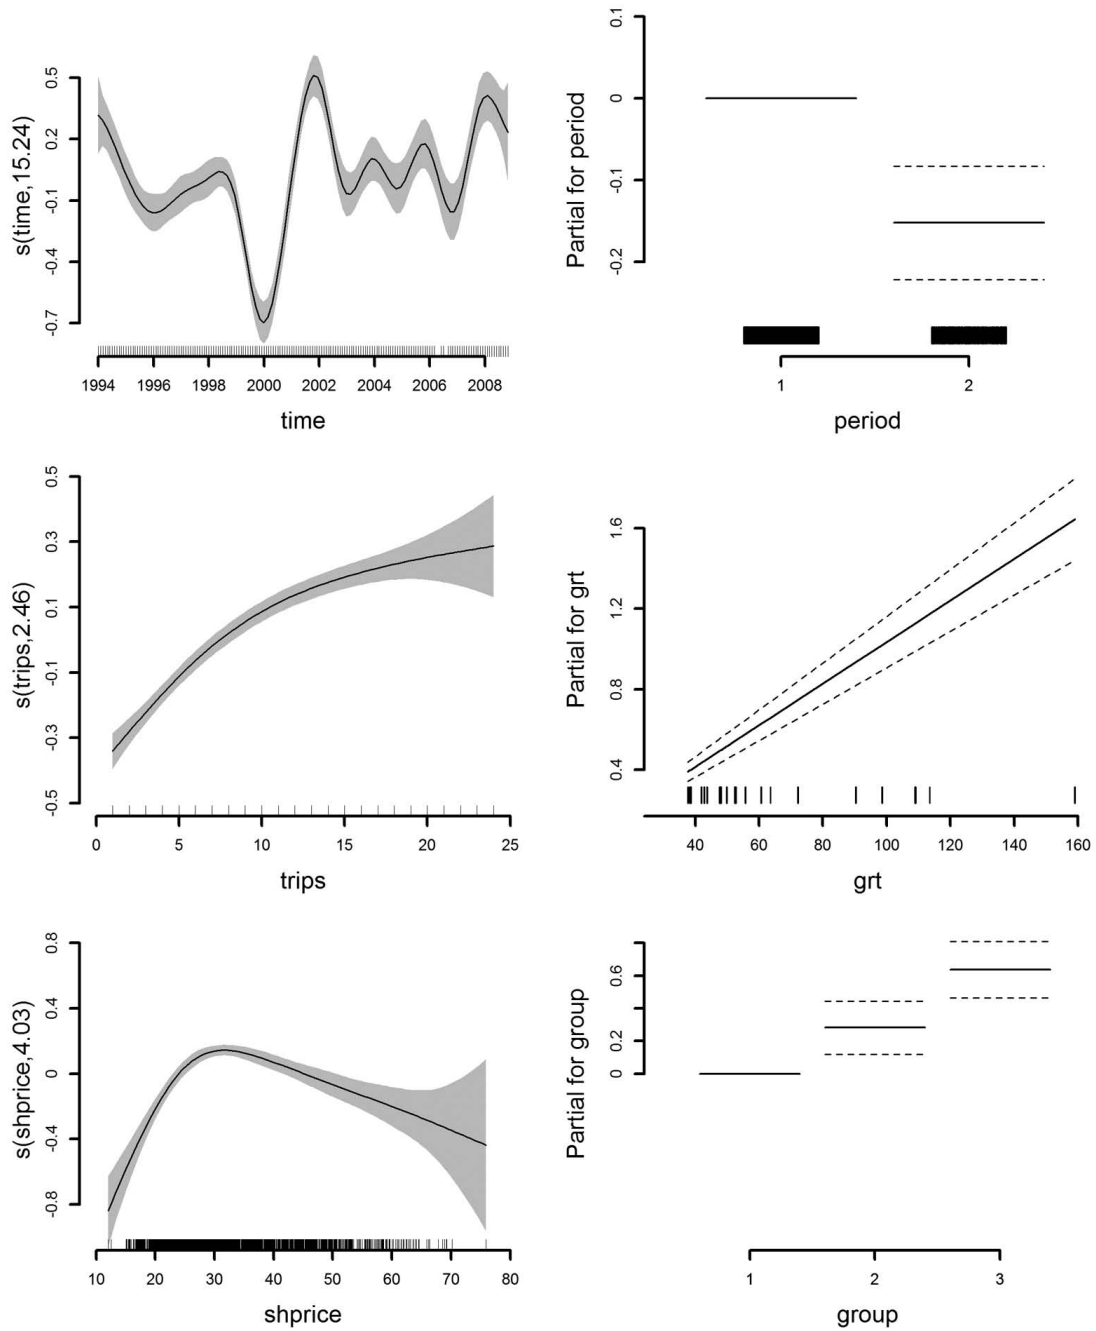 s(time,15.24)
0.5
0.2
-0.1
-0.4
-0.7
1994 1996 1998 2000 2002 2004 2006 2008
time
Partial for period
0.1
0
-0.1
-0.2
1 2
period
s(trips,2.46)
0.5
0.3
0.1
-0.1
-0.3
-0.5
0 5 10 15 20 25
trips
Partial for grt
1.6
1.2
0.8
0.4
40 60 80 100 120 140 160
grt
s(shprice,4.03)
0.8
0.4
0
-0.4
-0.8
10 20 30 40 50 60 70 80
shprice
Partial for group
0.6
0.2
0
1 2 3
group